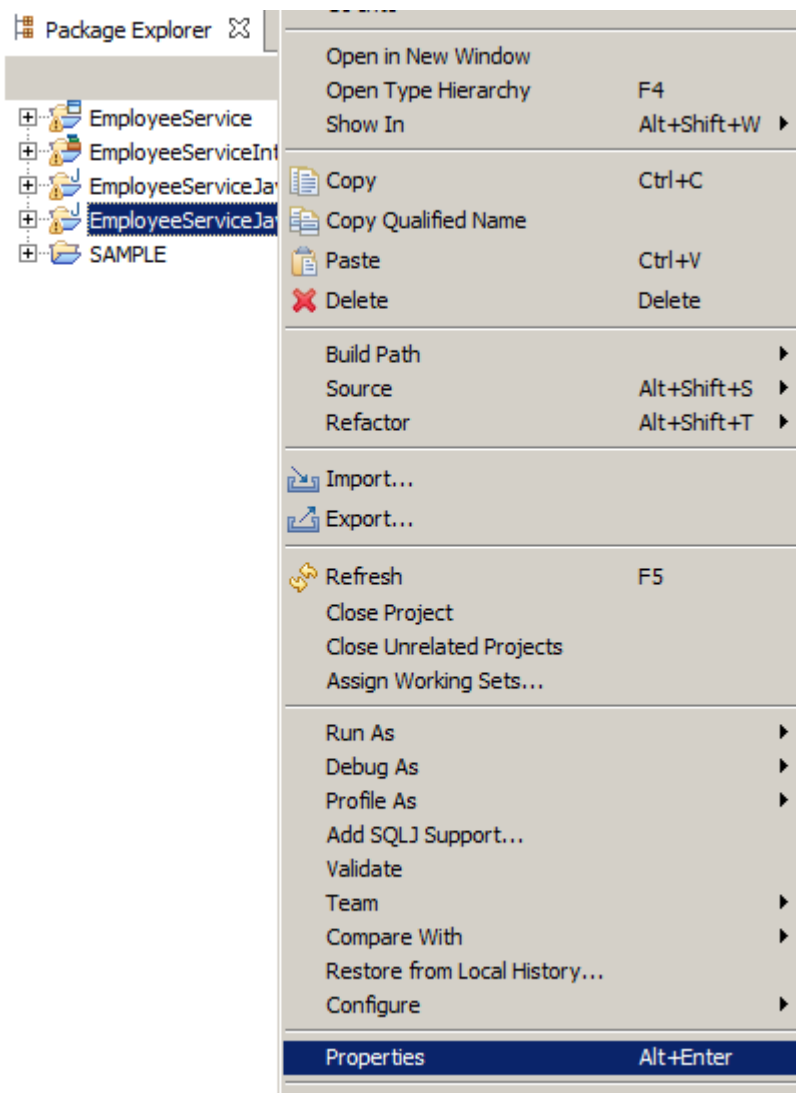 Package Explorer
EmployeeService
EmployeeServiceInt
EmployeeServiceJa
EmployeeServiceJa
SAMPLE
Open in New Window
Open Type Hierarchy F4
Show In Alt+Shift+W
Copy Ctrl+C
Copy Qualified Name
Paste Ctrl+V
Delete Delete
Build Path
Source Alt+Shift+S
Refactor Alt+Shift+T
Import...
Export...
Refresh F5
Close Project
Close Unrelated Projects
Assign Working Sets...
Run As
Debug As
Profile As
Add SQLJ Support...
Validate
Team
Compare With
Restore from Local History...
Configure
Properties Alt+Enter